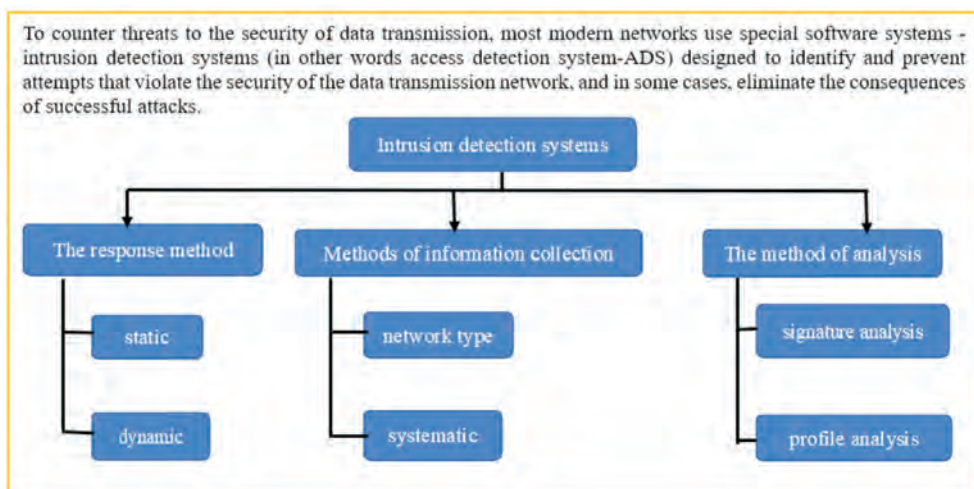 To counter threats to the security of data transmission, most modern networks use special software systems -
intrusion detection systems (in other words access detection system-ADS) designed to identify and prevent
attempts that violate the security of the data transmission network, and in some cases, eliminate the consequences
of successful attacks.
Intrusion detection systems
The response method
Methods of information collection
The method of analysis
static
network type
signature analysis
dynamic
systematic
profile analysis